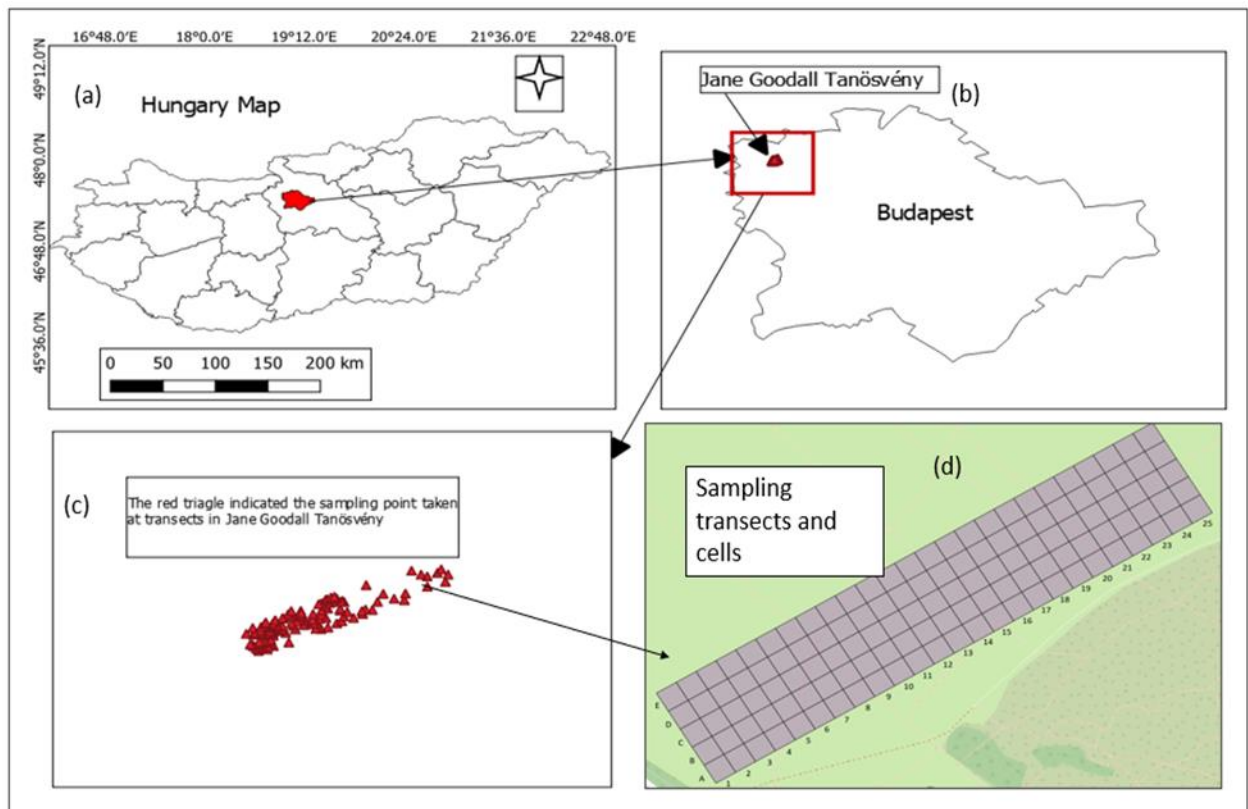 16°48.0'E 18°0.0'E 19°12.0'E 20°24.0'E 21°36.0'E 22°48.0'E
49°12.0'N
48°0.0'N
46°48.0'N
45°36.0'N
(a)
Hungary Map
0 50 100 150 200 km
Jane Goodall Tanösvény
(b)
Budapest
(c)
The red triagle indicated the sampling point taken
at transects in Jane Goodall Tanösvény
(d)
Sampling
transects and
cells
E
D
C
B
A
1 2 3 4 5 6 7 8 9 10 11 12 13 14 15 16 17 18 19 20 21 22 23 24 25